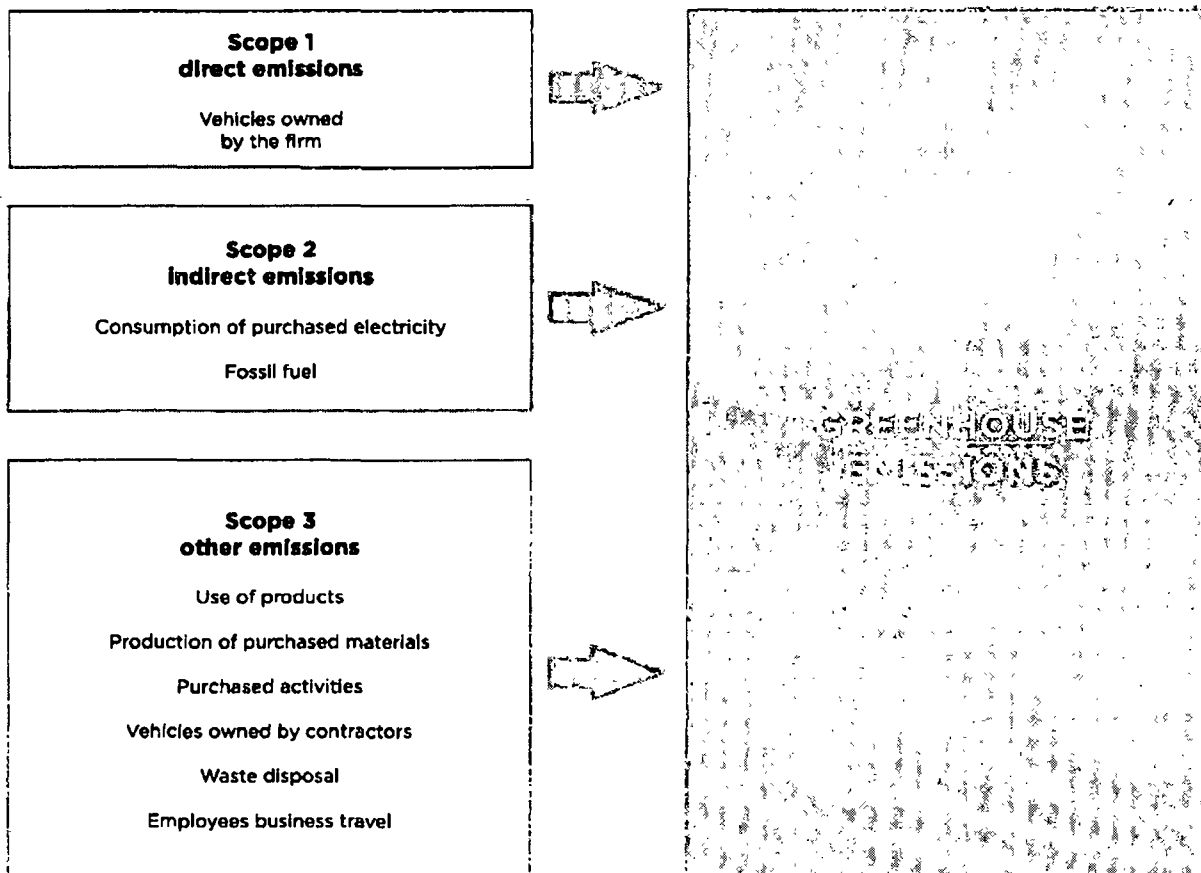 Scope 1
direct emissions
Vehicles owned
by the firm
Scope 2
indirect emissions
Consumption of purchased electricity
Fossil fuel
Scope 3
other emissions
Use of products
Production of purchased materials
Purchased activities
Vehicles owned by contractors
Waste disposal
Employees business travel
GREENHOUSE
EMISSIONS